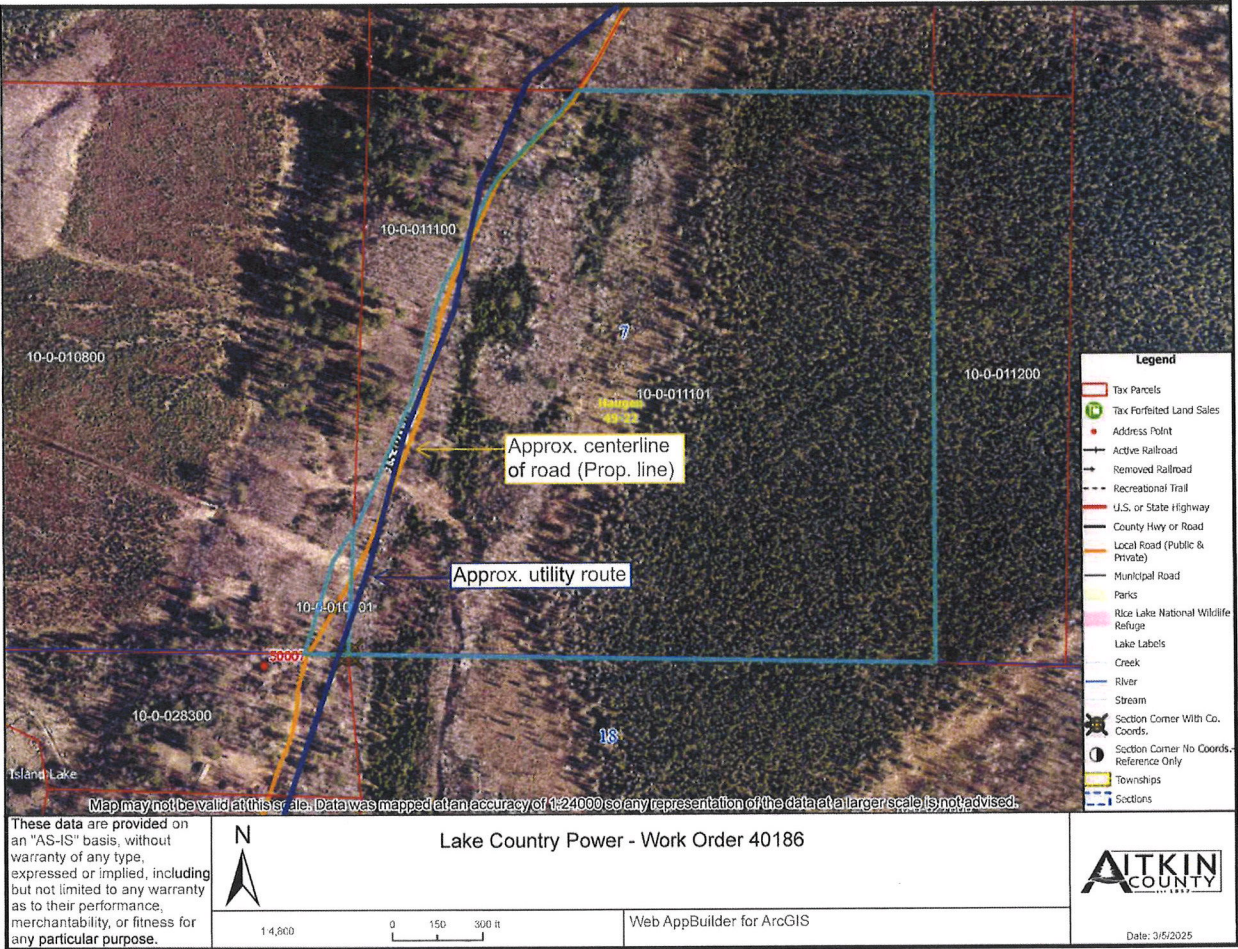 10-0-011100
7
10-0-010800
10-0-011200
10-0-011101
Haugen
49-22
Approx. centerline
of road (Prop. line)
Approx. utility route
50007
10-0-028300
18
Island Lake
Map may not be valid at this scale. Data was mapped at an accuracy of 1:24000 so any representation of the data at a larger scale is not advised.
Legend
Tax Parcels
Tax Forfeited Land Sales
Address Point
Active Railroad
Removed Railroad
Recreational Trail
U.S. or State Highway
County Hwy or Road
Local Road (Public &
Private)
Municipal Road
Parks
Rice Lake National Wildlife
Refuge
Lake Labels
Creek
River
Stream
Section Corner With Co.
Coords.
Section Corner No Coords.-
Reference Only
Townships
Sections
These data are provided on
an "AS-IS" basis, without
warranty of any type,
expressed or implied, including
but not limited to any warranty
as to their performance,
merchantability, or fitness for
any particular purpose.
N
Lake Country Power - Work Order 40186
1:4,800
0 150 300 ft
Web AppBuilder for ArcGIS
AITKIN
COUNTY
EST. 1857
Date: 3/5/2025